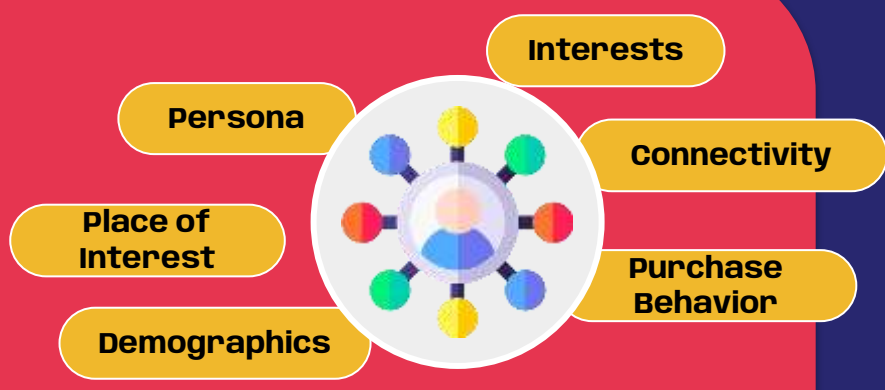 Interests
Persona
Connectivity
Place of
Interest
Purchase
Behavior
Demographics